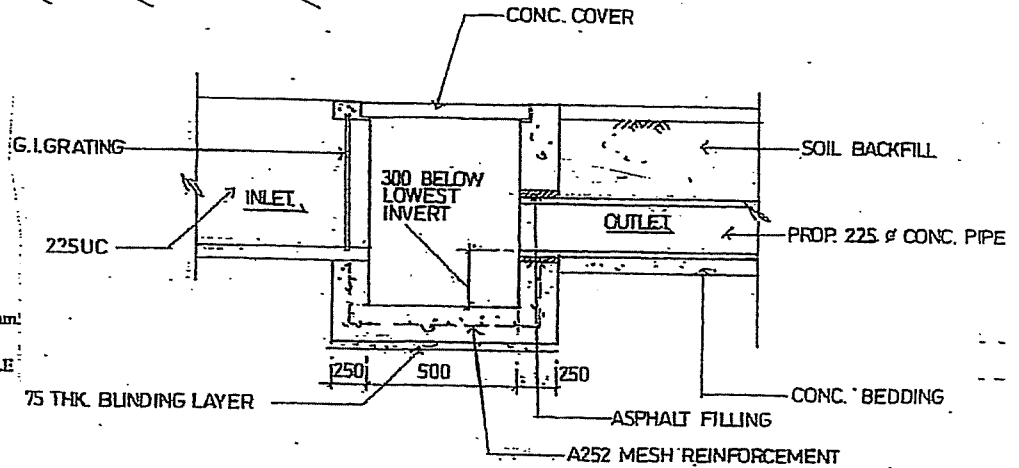 CONC. COVER
G.I.GRATING
SOIL BACKFILL
300 BELOW
LOWEST
INVERT
INLET
OUTLET
225UC
PROP. 225 ø CONC. PIPE
250
500
250
75 THK. BLINDING LAYER
CONC. BEDDING
ASPHALT FILLING
A252 MESH REINFORCEMENT